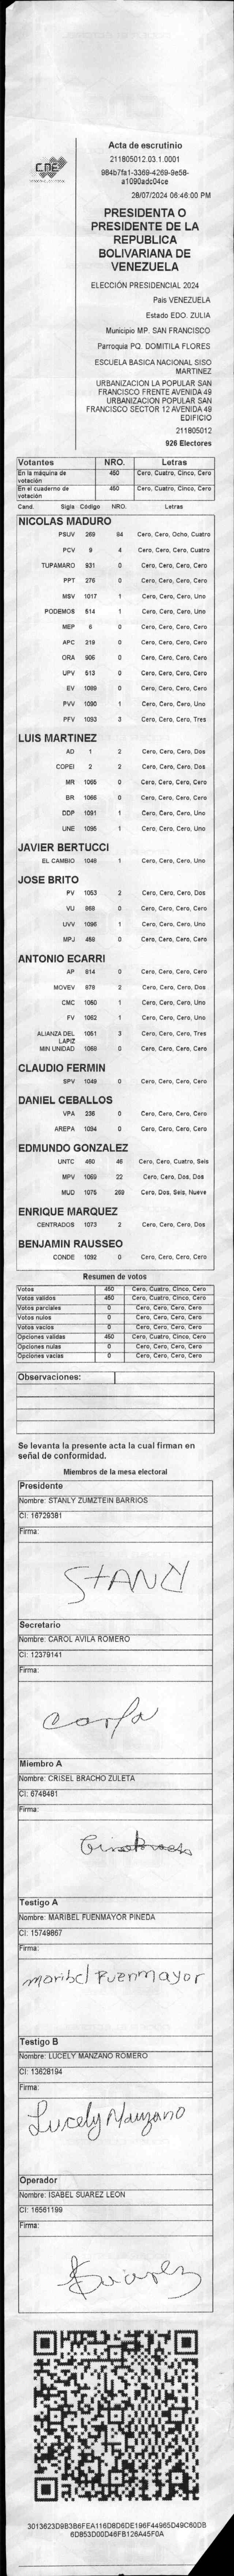 CNE
Acta de escrutinio
211805012.03.1.0001
984b7fa1-3369-4269-9e58-
a1090adc04ce
28/07/2024 06:46:00 PM
PRESIDENTA O
PRESIDENTE DE LA
REPUBLICA
BOLIVARIANA DE
VENEZUELA
ELECCIÓN PRESIDENCIAL 2024
Pais VENEZUELA
Estado EDO. ZULIA
Municipio MP. SAN FRANCISCO
Parroquia PQ. DOMITILA FLORES
ESCUELA BASICA NACIONAL SISO
MARTINEZ
URBANIZACION LA POPULAR SAN
FRANCISCO FRENTE AVENIDA 49
URBANIZACION POPULAR SAN
FRANCISCO SECTOR 12 AVENIDA 49
EDIFICIO
211805012
926 Electores
Votantes NRO. Letras
En la máquina de votación 450 Cero, Cuatro, Cinco, Cero
En el cuaderno de votación 450 Cero, Cuatro, Cinco, Cero
Cand. Sigla Código NRO. Letras
NICOLAS MADURO
PSUV 269 84 Cero, Cero, Ocho, Cuatro
PCV 9 4 Cero, Cero, Cero, Cuatro
TUPAMARO 931 0 Cero, Cero, Cero, Cero
PPT 276 0 Cero, Cero, Cero, Cero
MSV 1017 1 Cero, Cero, Cero, Uno
PODEMOS 514 1 Cero, Cero, Cero, Uno
MEP 6 0 Cero, Cero, Cero, Cero
APC 219 0 Cero, Cero, Cero, Cero
ORA 906 0 Cero, Cero, Cero, Cero
UPV 513 0 Cero, Cero, Cero, Cero
EV 1089 0 Cero, Cero, Cero, Cero
PVV 1090 1 Cero, Cero, Cero, Uno
PFV 1093 3 Cero, Cero, Cero, Tres
LUIS MARTINEZ
AD 1 2 Cero, Cero, Cero, Dos
COPEI 2 2 Cero, Cero, Cero, Dos
MR 1065 0 Cero, Cero, Cero, Cero
BR 1066 0 Cero, Cero, Cero, Cero
DDP 1091 1 Cero, Cero, Cero, Uno
UNE 1095 1 Cero, Cero, Cero, Uno
JAVIER BERTUCCI
EL CAMBIO 1048 1 Cero, Cero, Cero, Uno
JOSE BRITO
PV 1053 2 Cero, Cero, Cero, Dos
VU 968 0 Cero, Cero, Cero, Cero
UVV 1096 1 Cero, Cero, Cero, Uno
MPJ 458 0 Cero, Cero, Cero, Cero
ANTONIO ECARRI
AP 814 0 Cero, Cero, Cero, Cero
MOVEV 979 2 Cero, Cero, Cero, Dos
CMC 1050 1 Cero, Cero, Cero, Uno
FV 1062 1 Cero, Cero, Cero, Uno
ALIANZA DEL LAPIZ 1051 3 Cero, Cero, Cero, Tres
MIN UNIDAD 1068 0 Cero, Cero, Cero, Cero
CLAUDIO FERMIN
SPV 1049 0 Cero, Cero, Cero, Cero
DANIEL CEBALLOS
VPA 236 0 Cero, Cero, Cero, Cero
AREPA 1094 0 Cero, Cero, Cero, Cero
EDMUNDO GONZALEZ
UNTC 460 46 Cero, Cero, Cuatro, Seis
MPV 1069 22 Cero, Cero, Dos, Dos
MUD 1075 269 Cero, Dos, Seis, Nueve
ENRIQUE MARQUEZ
CENTRADOS 1073 2 Cero, Cero, Cero, Dos
BENJAMIN RAUSSEO
CONDE 1092 0 Cero, Cero, Cero, Cero
Resumen de votos
Votos 450 Cero, Cuatro, Cinco, Cero
Votos validos 450 Cero, Cuatro, Cinco, Cero
Votos parciales 0 Cero, Cero, Cero, Cero
Votos nulos 0 Cero, Cero, Cero, Cero
Votos vacios 0 Cero, Cero, Cero, Cero
Opciones validas 450 Cero, Cuatro, Cinco, Cero
Opciones nulas 0 Cero, Cero, Cero, Cero
Opciones vacias 0 Cero, Cero, Cero, Cero
Observaciones:
Se levanta la presente acta la cual firman en
señal de conformidad.
Miembros de la mesa electoral
Presidente
Nombre: STANLY ZUMZTEIN BARRIOS
CI: 16729381
Firma:
Secretario
Nombre: CAROL AVILA ROMERO
CI: 12379141
Firma:
Miembro A
Nombre: CRISEL BRACHO ZULETA
CI: 6748481
Firma:
Testigo A
Nombre: MARIBEL FUENMAYOR PINEDA
CI: 15749867
Firma:
maribel Fuenmayor
Testigo B
Nombre: LUCELY MANZANO ROMERO
CI: 13628194
Firma:
Lucely Manzano
Operador
Nombre: ISABEL SUAREZ LEON
CI: 16561199
Firma:
3013623D9B3B6FEA116D8D6DE196F44965D49C60DB
6D853D00D46FB126A45F0A